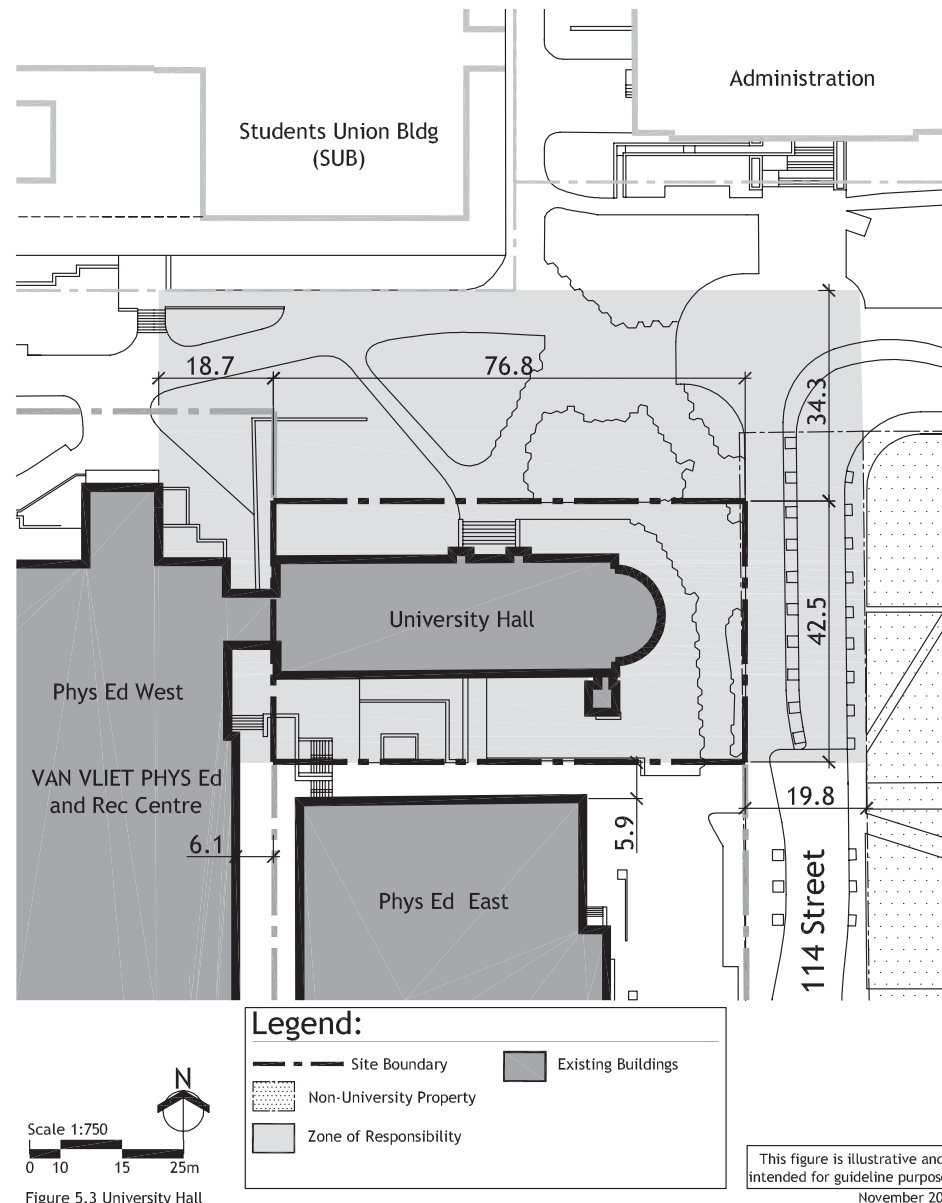 Administration
Students Union Bldg
(SUB)
18.7
76.8
34.3
University Hall
42.5
Phys Ed West
VAN VLIET PHYS Ed
and Rec Centre
19.8
6.1
5.9
Phys Ed East
114 Street
Legend:
Site Boundary
Existing Buildings
Non-University Property
Zone of Responsibility
N
Scale 1:750
0 10 15 25m
This figure is illustrative and
intended for guideline
Figure 5.3 University Hall
November